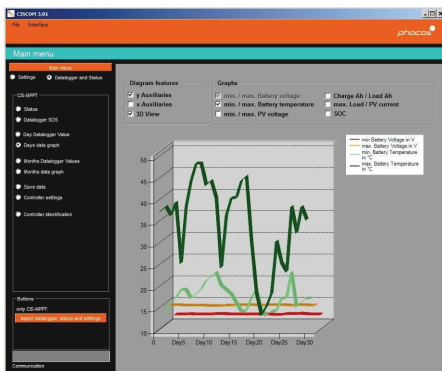 CISCOM 3.01
File Interface
phocos
Main menu
Main menu
Settings Datalogger and Status
CIS-MPPT
Status
Datalogger SOS
Day Datalogger Value
Days data graph
Months Datalogger Values
Months data graph
Save data
Controller settings
Controller Identification
Buttons
only CIS-MPPT:
Import datalogger, status and settings
Communication
Diagram features
y Auxiliaries
x Auxiliaries
3D View
Graphs
min. / max. Battery voltage
min. / max. Battery temperature
min. / max. PV voltage
Charge Ah / Load Ah
max. Load / PV current
SOC
min Battery Voltage in V
max. Battery Voltage in V
min. Battery Temperature
in °C
max. Battery Temperature
in °C
50
45
40
35
30
25
20
15
10
0 Day5 Day10 Day15 Day20 Day25 Day30